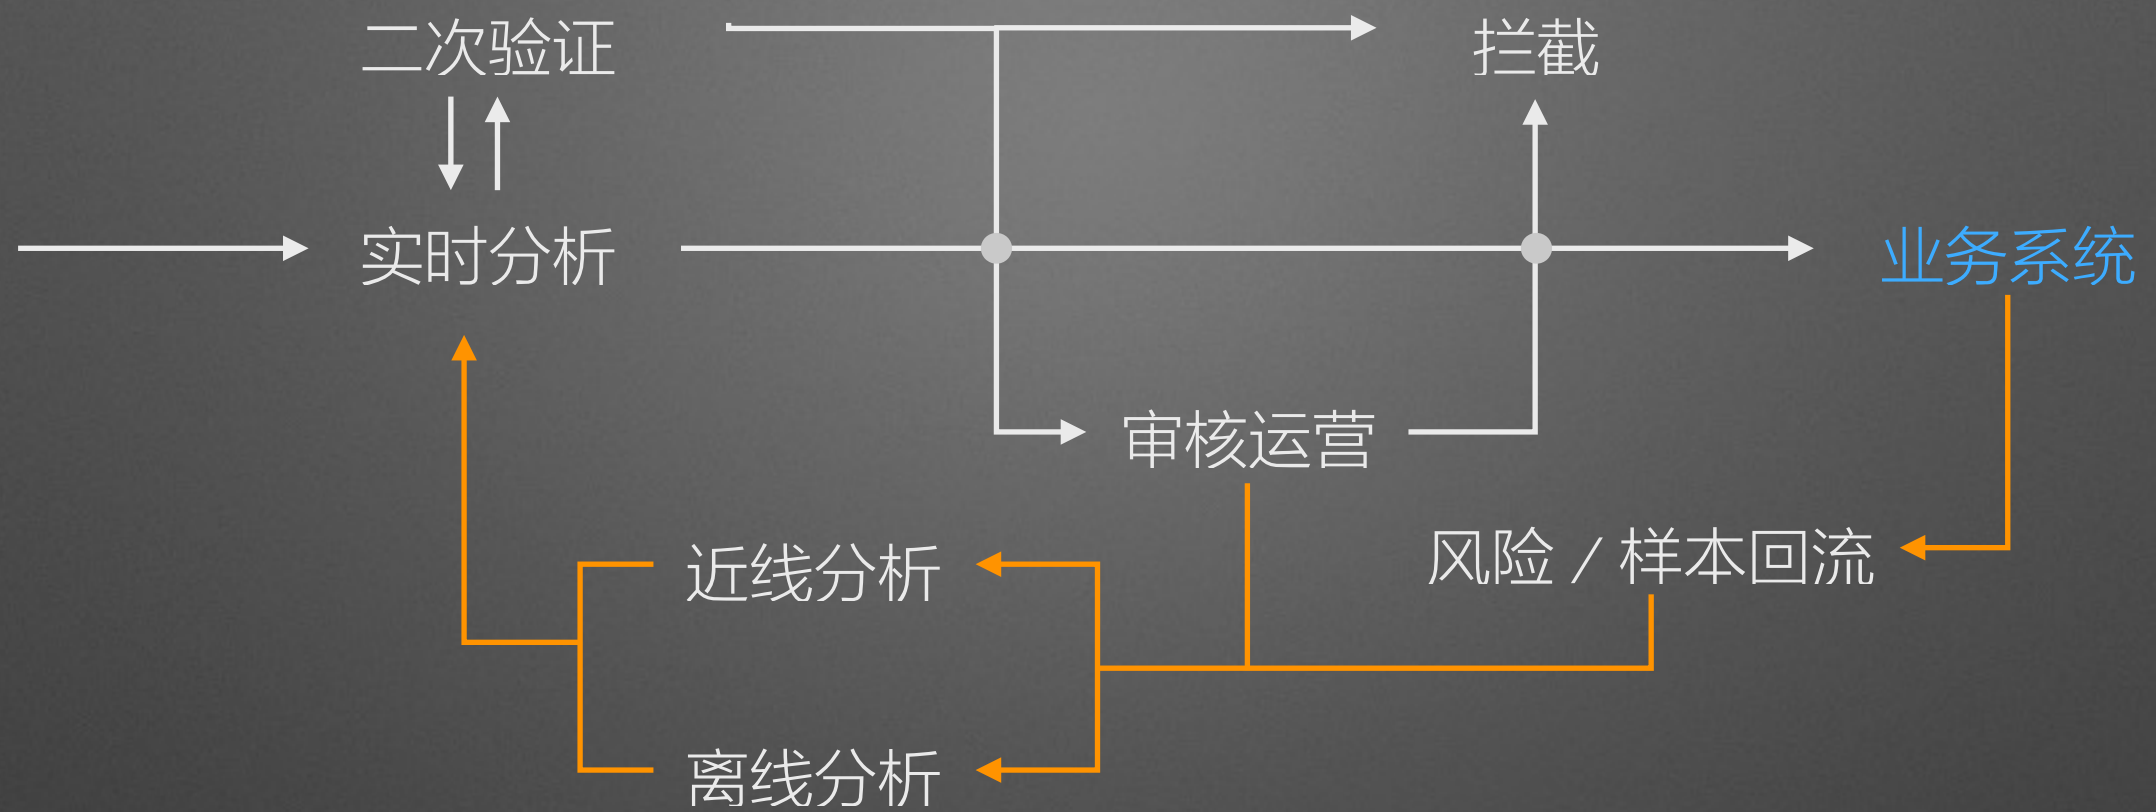 二次验证
拦截
实时分析
业务系统
审核运营
风险 / 样本回流
近线分析
离线分析